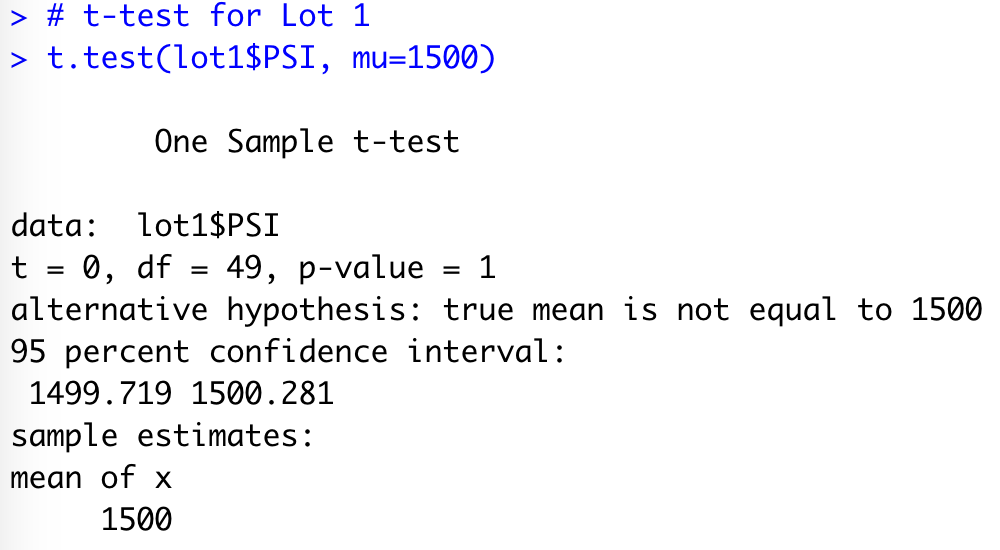 > # t-test for Lot 1
> t.test(lot1$PSI, mu=1500)
One Sample t-test
data:  lot1$PSI
t = 0, df = 49, p-value = 1
alternative hypothesis: true mean is not equal to 1500
95 percent confidence interval:
1499.719 1500.281
sample estimates:
mean of x
1500